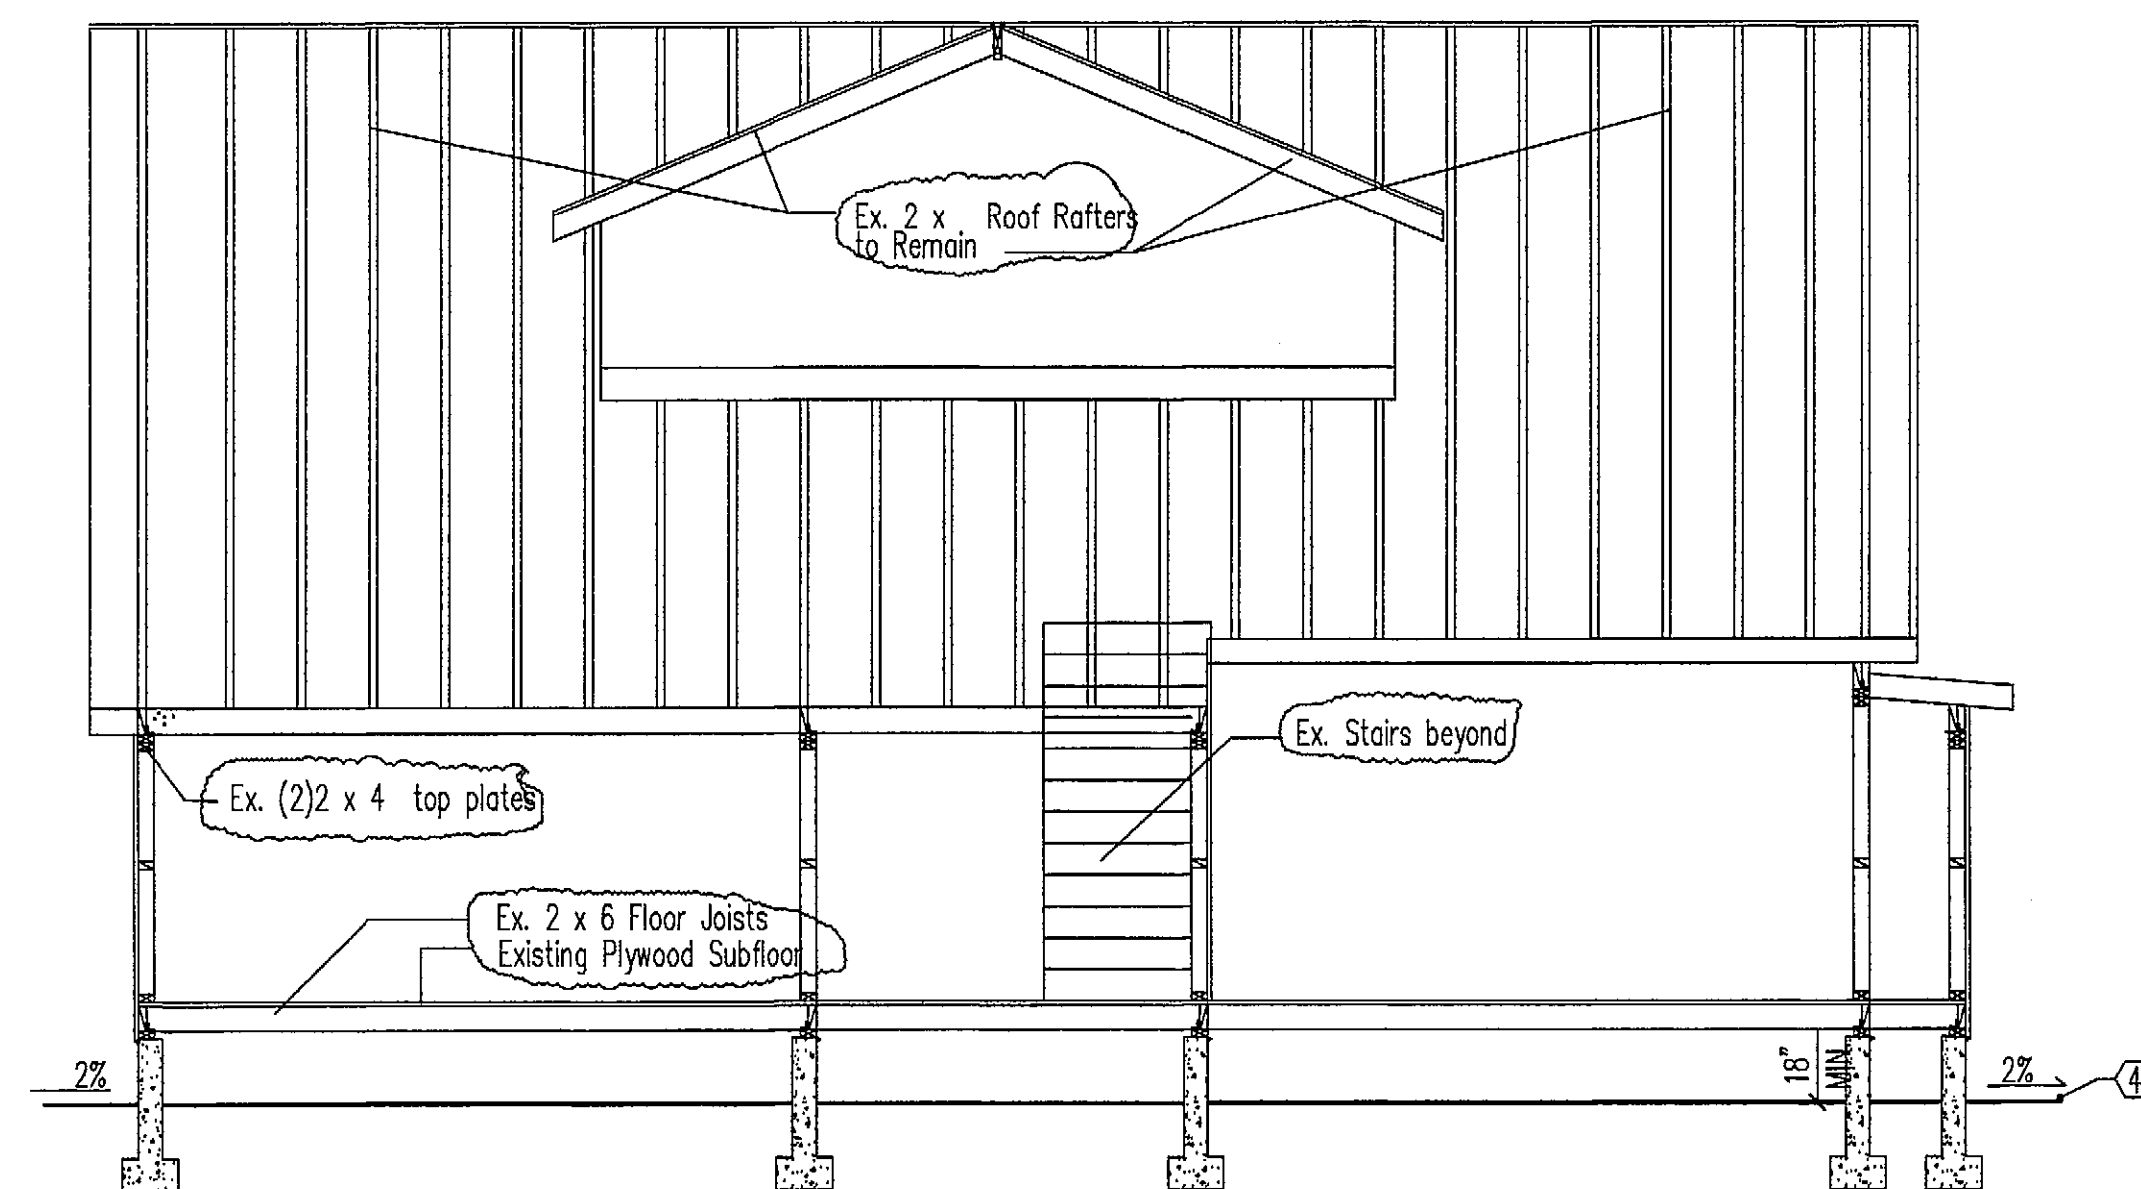 Ex. 2 x Roof Rafters
to Remain
Ex. Stairs beyond
Ex. (2)2 x 4 top plates
Ex. 2 x 6 Floor Joists
Existing Plywood Subfloor
2%
18"
MIN
2%
4